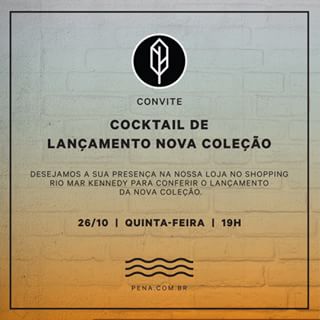 CONVITE
COCKTAIL DE
LANÇAMENTO NOVA COLEÇÃO
DESEJAMOS A SUA PRESENÇA NA NOSSA LOJA NO SHOPPING
RIO MAR KENNEDY PARA CONFERIR O LANÇAMENTO
DA NOVA COLEÇÃO.
26/10 | QUINTA-FEIRA | 19H
PENA.COM.BR